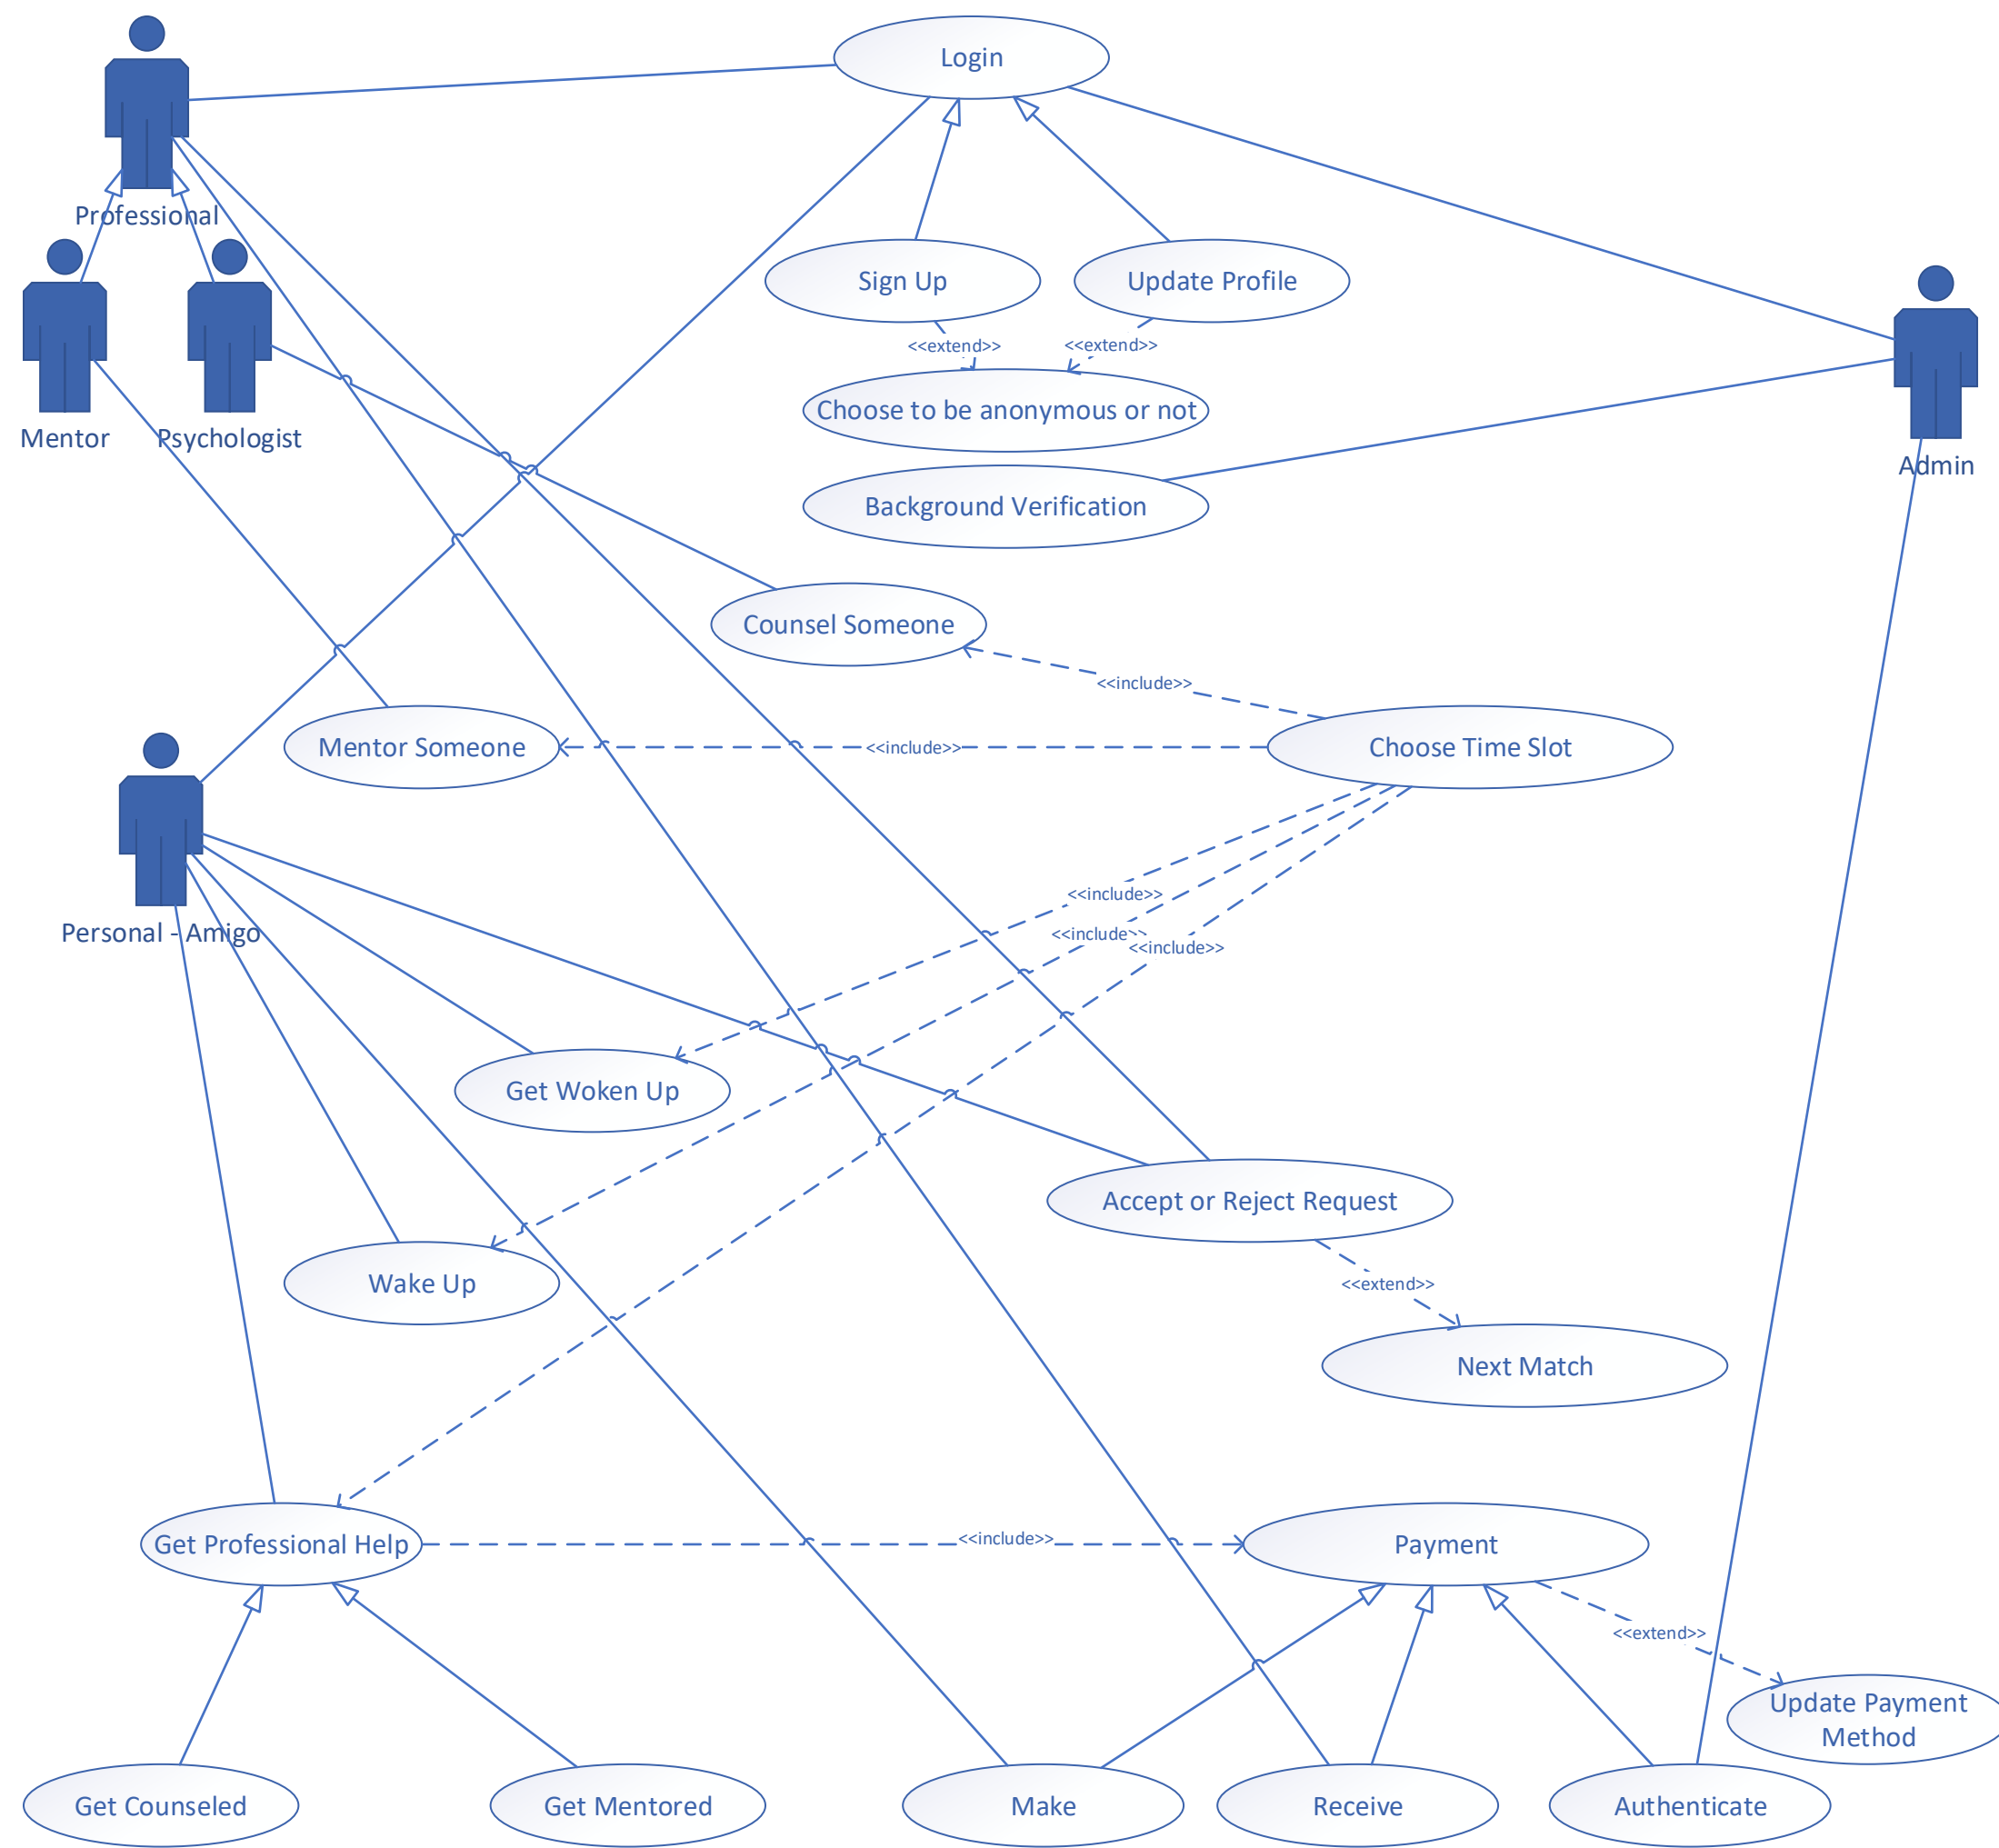 Login
Professional
Sign Up
Update Profile
<<extend>>
<<extend>>
Choose to be anonymous or not
Mentor
Psychologist
Admin
Background Verification
Counsel Someone
<<include>>
Mentor Someone
<<include>>
Choose Time Slot
<<include>>
Personal - Amigo
<<include>>
<<include>>
Get Woken Up
Accept or Reject Request
Wake Up
<<extend>>
Next Match
Get Professional Help
<<include>>
Payment
<<extend>>
Update Payment
Method
Get Counseled
Get Mentored
Make
Receive
Authenticate